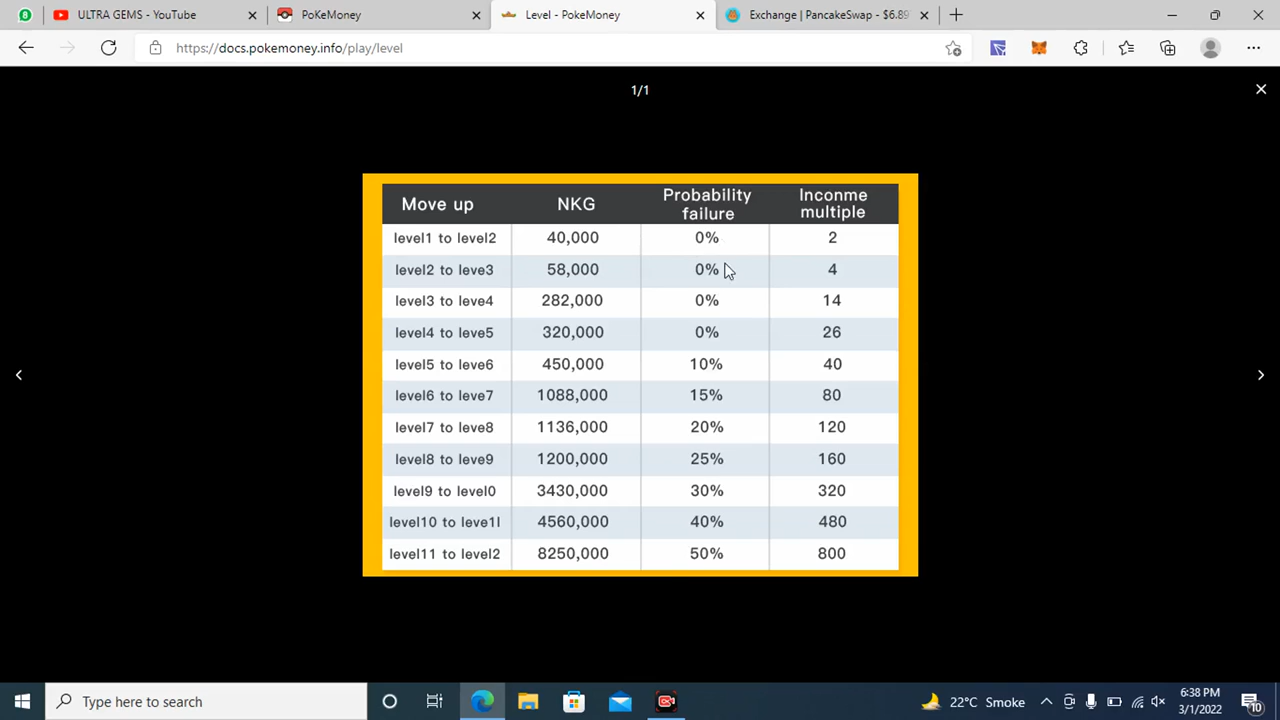 8
ULTRA GEMS - YouTube
PoKeMoney
Level - PokeMoney
Exchange | PancakeSwap - $6.89
https://docs.pokemoney.info/play/level
1/1
Move up NKG Probability failure Inconme multiple
level1 to level2 40,000 0% 2
level2 to leve3 58,000 0% 4
level3 to leve4 282,000 0% 14
level4 to leve5 320,000 0% 26
level5 to leve6 450,000 10% 40
level6 to leve7 1088,000 15% 80
level7 to leve8 1136,000 20% 120
level8 to leve9 1200,000 25% 160
level9 to level0 3430,000 30% 320
level10 to leve1l 4560,000 40% 480
level11 to level2 8250,000 50% 800
Type here to search
22°C Smoke
6:38 PM
3/1/2022
10